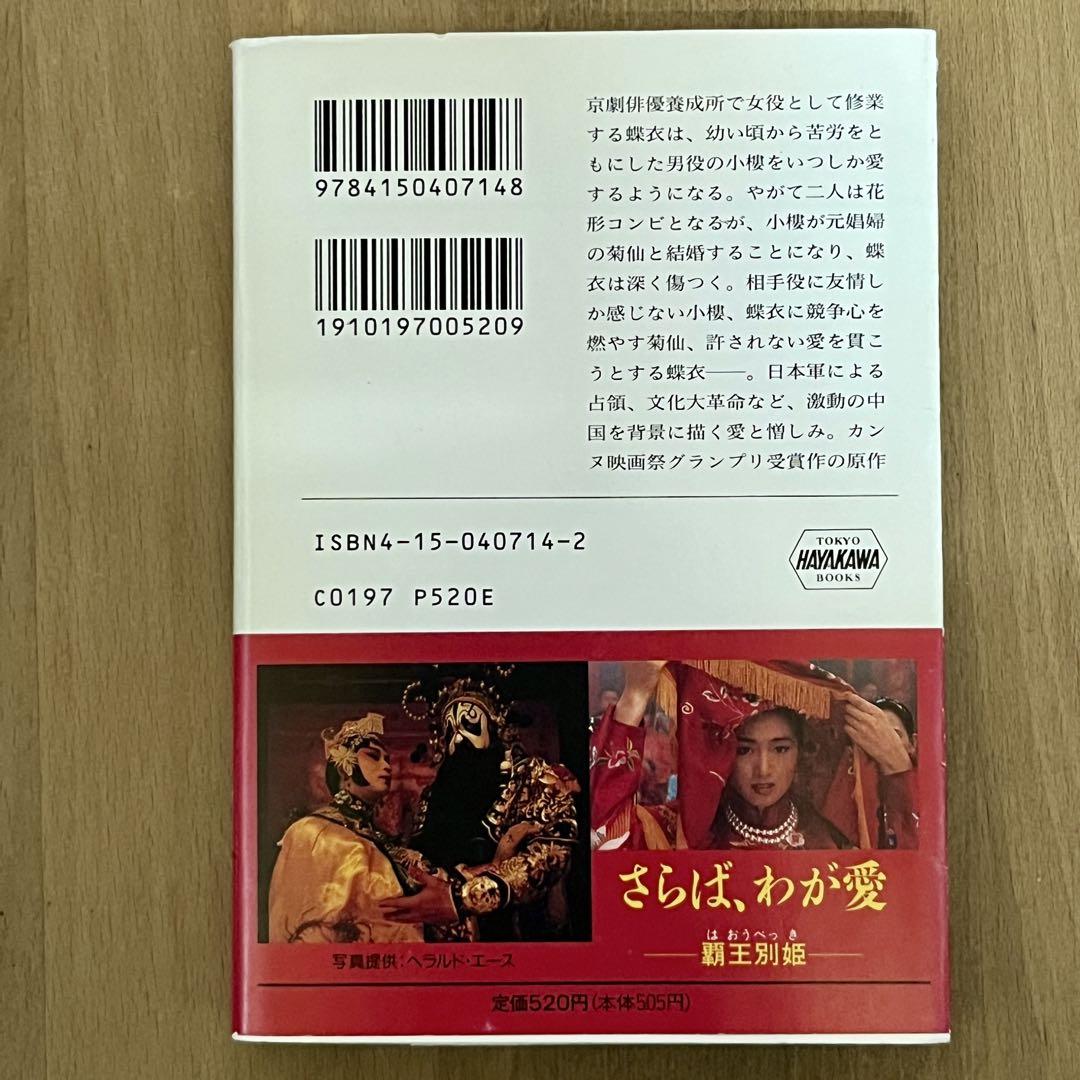 9784150407148
1910197005209
京劇俳優養成所で女役として修業
する蝶衣は、幼い頃から苦労をと
もにした男役の小樓をいつしか愛
するようになる。やがて二人は花
形コンビとなるが、小樓が元娼婦
の菊仙と結婚することになり、蝶
衣は深く傷つく。相手役に友情し
か感じない小樓、蝶衣に競争心を
燃やす菊仙、許されない愛を貫こ
うとする蝶衣――。日本軍による
占領、文化大革命など、激動の中
国を背景に描く愛と憎しみ。カン
ヌ映画祭グランプリ受賞作の原作
ISBN4-15-040714-2
C0197 P520E
TOKYO
HAYAKAWA
BOOKS
さらば、わが愛
はおうべっき
覇王別姫
写真提供：ヘラルド・エース
定価520円(本体505円)